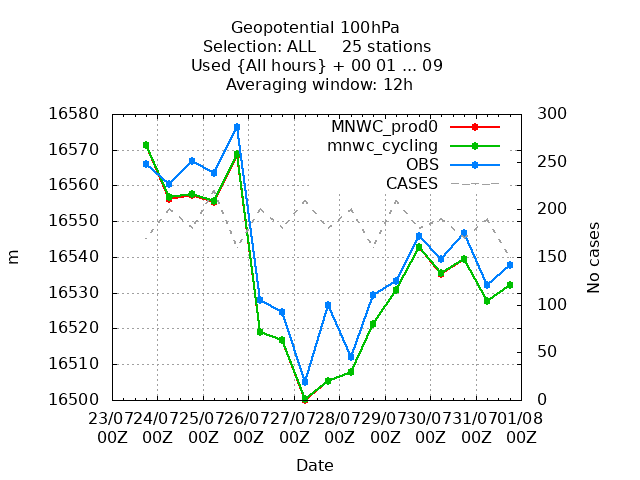 Geopotential 100hPa
Selection: ALL     25 stations
Used {All hours} + 00 01 ... 09
Averaging window: 12h
16580
16570
16560
16550
16540
16530
16520
16510
16500
m
300
250
200
150
100
50
0
No cases
MNWC_prod0
mnwc_cycling
OBS
CASES
23/07 24/07 25/07 26/07 27/07 28/07 29/07 30/07 31/07 01/08
00Z 00Z 00Z 00Z 00Z 00Z 00Z 00Z 00Z 00Z
Date